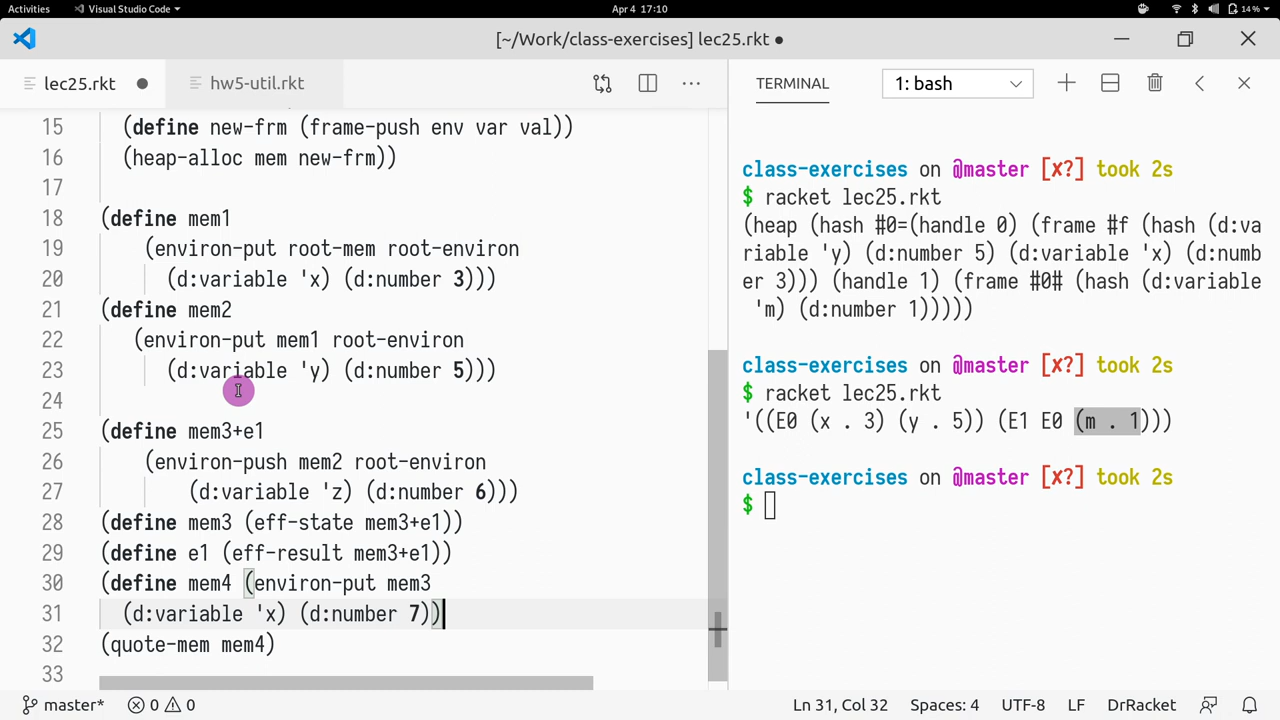 Activities Visual Studio Code Apr 4 17:10 14%
[~/Work/class-exercises] lec25.rkt ●
lec25.rkt hw5-util.rkt
15 (define new-frm (frame-push env var val))
16 (heap-alloc mem new-frm))
17
18 (define mem1
19 (environ-put root-mem root-environ
20 (d:variable 'x) (d:number 3)))
21 (define mem2
22 (environ-put mem1 root-environ
23 (d:variable 'y) (d:number 5)))
24
25 (define mem3+e1
26 (environ-push mem2 root-environ
27 (d:variable 'z) (d:number 6)))
28 (define mem3 (eff-state mem3+e1))
29 (define e1 (eff-result mem3+e1))
30 (define mem4 (environ-put mem3
31 (d:variable 'x) (d:number 7))
32 (quote-mem mem4)
33
TERMINAL 1: bash
class-exercises on @master [✘?] took 2s
$ racket lec25.rkt
(heap (hash #0=(handle 0) (frame #f (hash (d:va
riable 'y) (d:number 5) (d:variable 'x) (d:numb
er 3))) (handle 1) (frame #0# (hash (d:variable
'm) (d:number 1)))))
class-exercises on @master [✘?] took 2s
$ racket lec25.rkt
'((E0 (x . 3) (y . 5)) (E1 E0 (m . 1)))
class-exercises on @master [✘?] took 2s
$
master* 0 0 Ln 31, Col 32 Spaces: 4 UTF-8 LF DrRacket